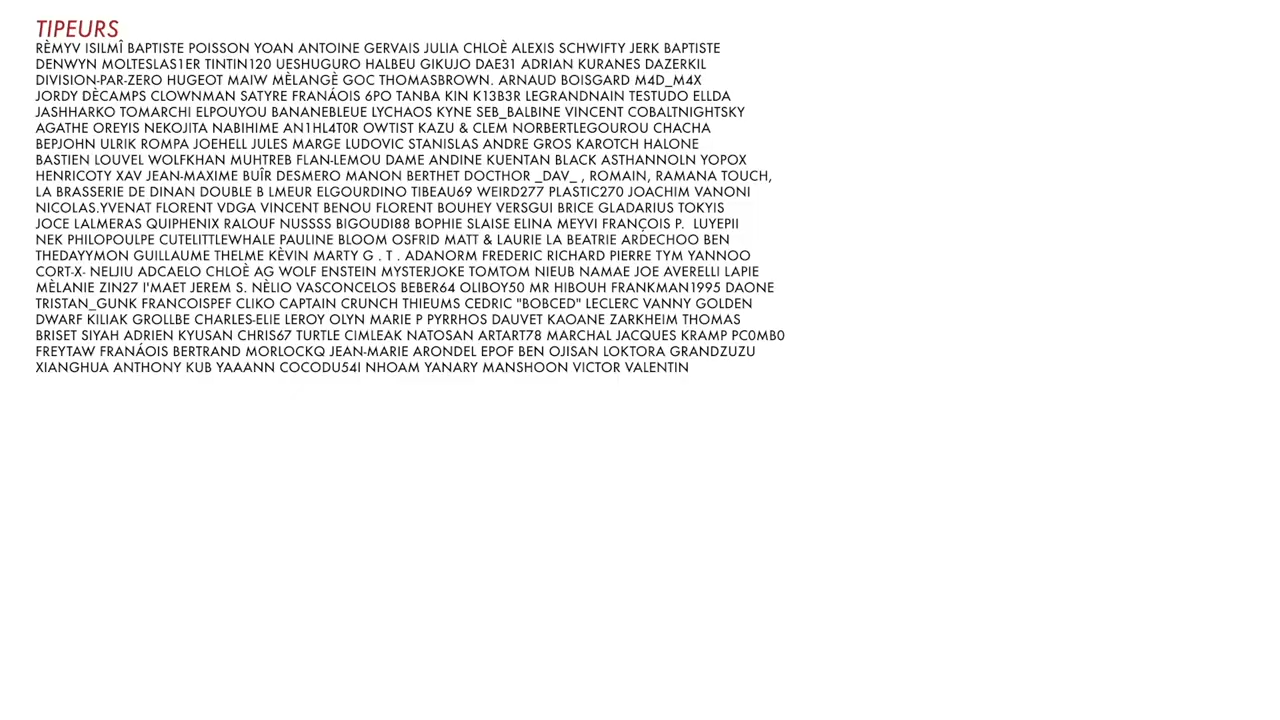 TIPEURS
RÈMYV ISILMÎ BAPTISTE POISSON YOAN ANTOINE GERVAIS JULIA CHLOÈ ALEXIS SCHWIFTY JERK BAPTISTE
DENWYN MOLTESLAS1ER TINTIN120 UESHUGURO HALBEU GIKUJO DAE31 ADRIAN KURANES DAZERKIL
DIVISION-PAR-ZERO HUGEOT MAIW MÈLANGÈ GOC THOMASBROWN. ARNAUD BOISGARD M4D_M4X
JORDY DÈCAMPS CLOWNMAN SATYRE FRANÁOIS 6PO TANBA KIN K13B3R LEGRANDNAIN TESTUDO ELLDA
JASHHARKO TOMARCHI ELPOUYOU BANANEBLEUE LYCHAOS KYNE SEB_BALBINE VINCENT COBALTNIGHTSKY
AGATHE OREYIS NEKOJITA NABIHIME AN1HL4T0R OWTIST KAZU & CLEM NORBERTLEGOUROU CHACHA
BEPJOHN ULRIK ROMPA JOEHELL JULES MARGE LUDOVIC STANISLAS ANDRE GROS KAROTCH HALONE
BASTIEN LOUVEL WOLFKHAN MUHTREB FLAN-LEMOU DAME ANDINE KUENTAN BLACK ASTHANNOLN YOPOX
HENRICOTY XAV JEAN-MAXIME BUÎR DESMERO MANON BERTHET DOCTHOR _DAV_ , ROMAIN, RAMANA TOUCH,
LA BRASSERIE DE DINAN DOUBLE B LMEUR ELGOURDINO TIBEAU69 WEIRD277 PLASTIC270 JOACHIM VANONI
NICOLAS.YVENAT FLORENT VDGA VINCENT BENOU FLORENT BOUHEY VERSGUI BRICE GLADARIUS TOKYIS
JOCE LALMERAS QUIPHENIX RALOUF NUSSSS BIGOUDI88 BOPHIE SLAISE ELINA MEYVI FRANÇOIS P. LUYEPII
NEK PHILOPOULPE CUTELITTLEWHALE PAULINE BLOOM OSFRID MATT & LAURIE LA BEATRIE ARDECHOO BEN
THEDAYYMON GUILLAUME THELME KÈVIN MARTY G . T . ADANORM FREDERIC RICHARD PIERRE TYM YANNOO
CORT-X- NELJIU ADCAELO CHLOÈ AG WOLF ENSTEIN MYSTERJOKE TOMTOM NIEUB NAMAE JOE AVERELLI LAPIE
MÈLANIE ZIN27 I'MAET JEREM S. NÈLIO VASCONCELOS BEBER64 OLIBOY50 MR HIBOUH FRANKMAN1995 DAONE
TRISTAN_GUNK FRANCOISPEF CLIKO CAPTAIN CRUNCH THIEUMS CEDRIC "BOBCED" LECLERC VANNY GOLDEN
DWARF KILIAK GROLLBE CHARLES-ELIE LEROY OLYN MARIE P PYRRHOS DAUVET KAOANE ZARKHEIM THOMAS
BRISET SIYAH ADRIEN KYUSAN CHRIS67 TURTLE CIMLEAK NATOSAN ARTART78 MARCHAL JACQUES KRAMP PC0MB0
FREYTAW FRANÁOIS BERTRAND MORLOCKQ JEAN-MARIE ARONDEL EPOF BEN OJISAN LOKTORA GRANDZUZU
XIANGHUA ANTHONY KUB YAAANN COCODU54I NHOAM YANARY MANSHOON VICTOR VALENTIN